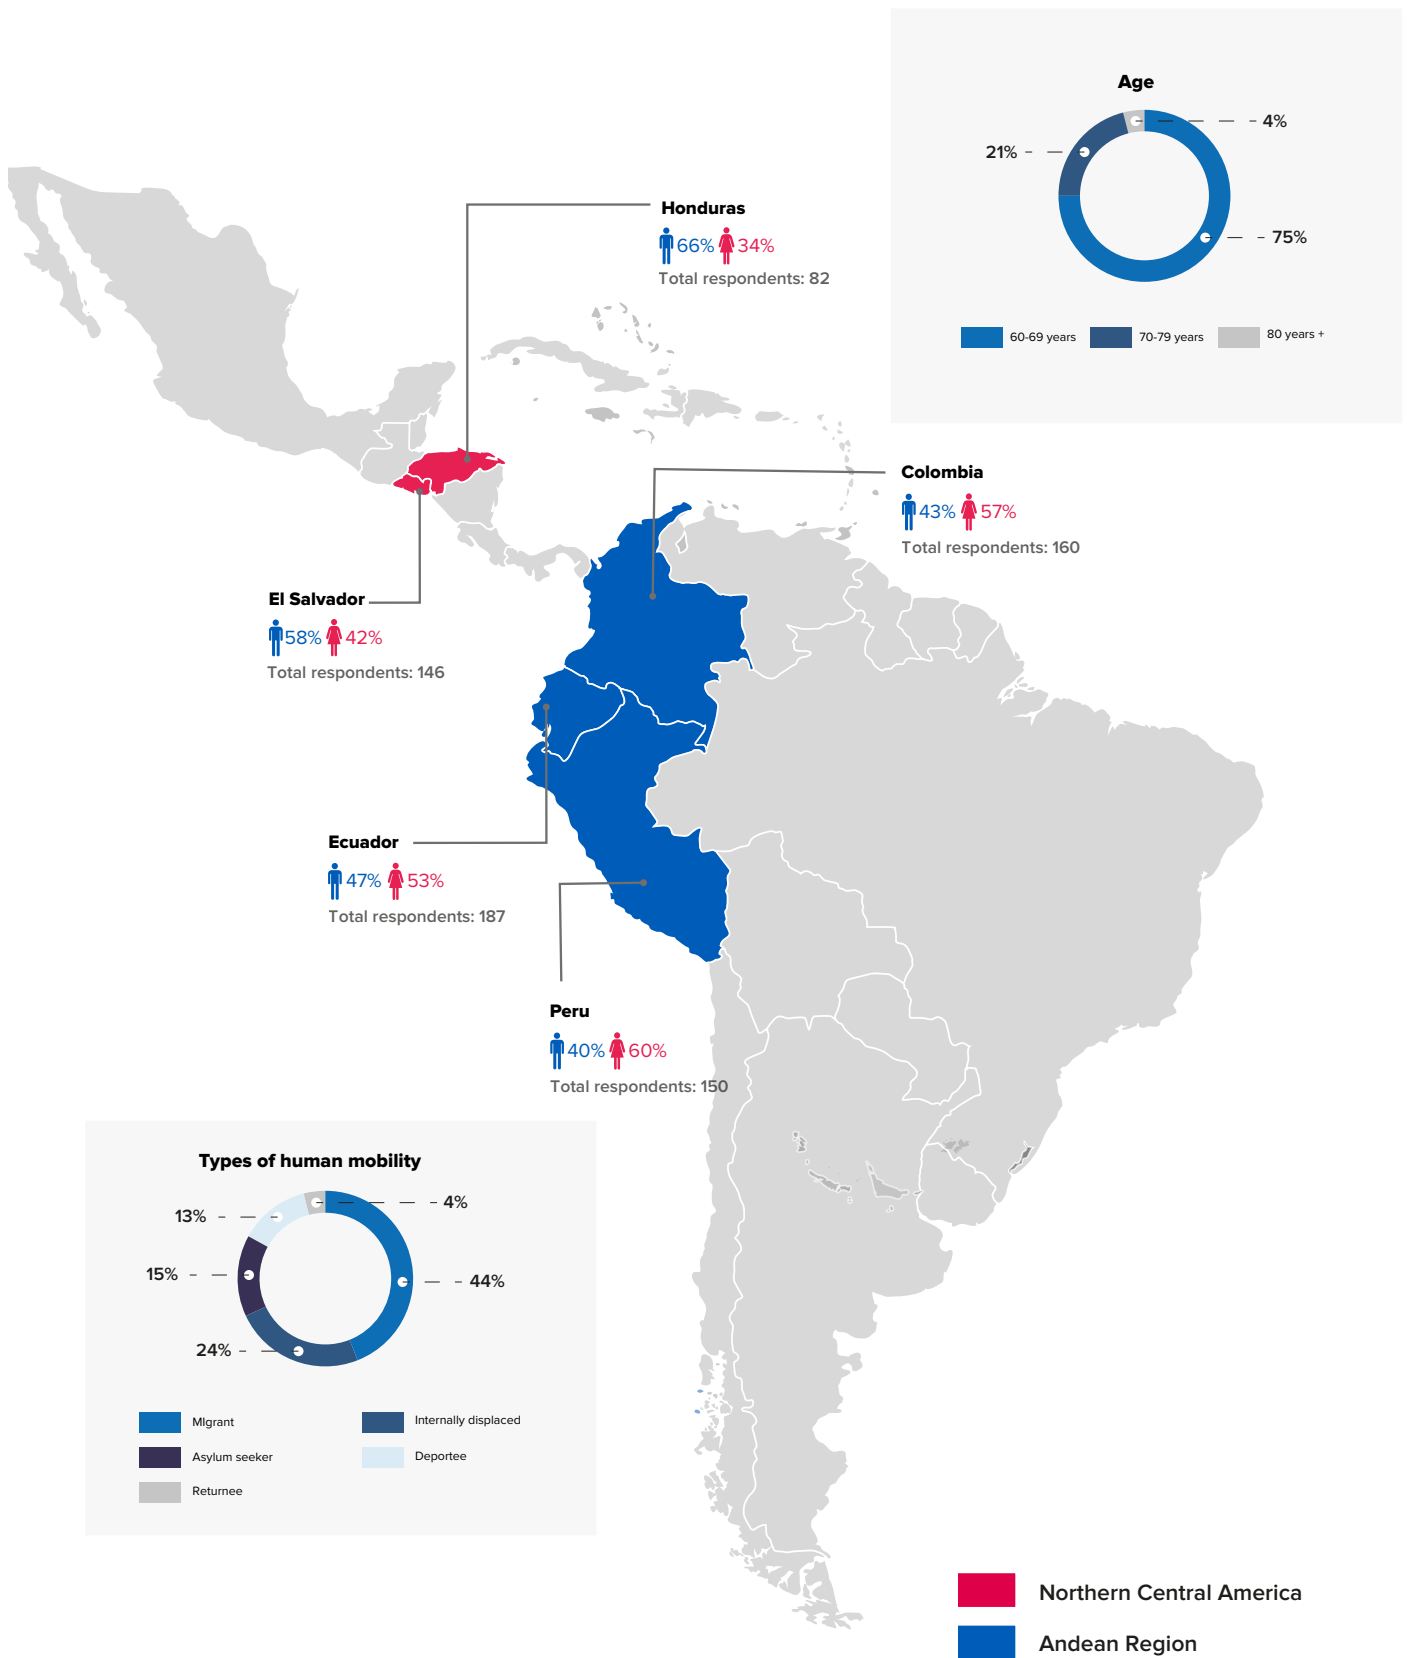 Age
4%
21%
75%
60-69 years
70-79 years
80 years +
Honduras
66%
34%
Total respondents: 82
Colombia
43%
57%
Total respondents: 160
El Salvador
58%
42%
Total respondents: 146
Ecuador
47%
53%
Total respondents: 187
Peru
40%
60%
Total respondents: 150
Types of human mobility
4%
13%
15%
44%
24%
MIgrant
Internally displaced
Asylum seeker
Deportee
Returnee
Northern Central America
Andean Region